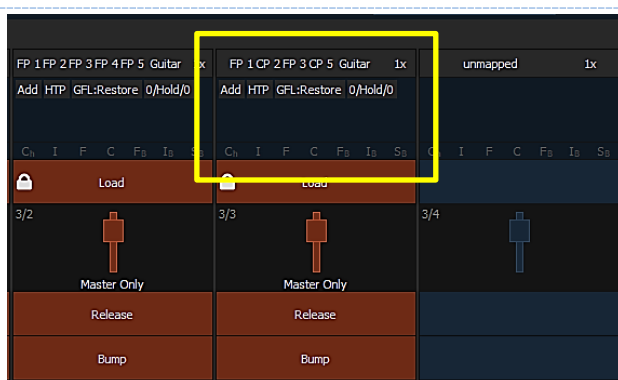 FP 1 FP 2 FP 3 FP 4 FP 5 Guitar x
FP 1 CP 2 FP 3 CP 5 Guitar 1x
unmapped 1x
Add HTP GFL:Restore 0/Hold/0
Add HTP GFL:Restore 0/Hold/0
Ch I F C FB IB SB
Ch I F C FB IB SB
Ch I F C FB IB SB
Load
Load
3/2
3/3
3/4
Master Only
Master Only
Release
Release
Bump
Bump